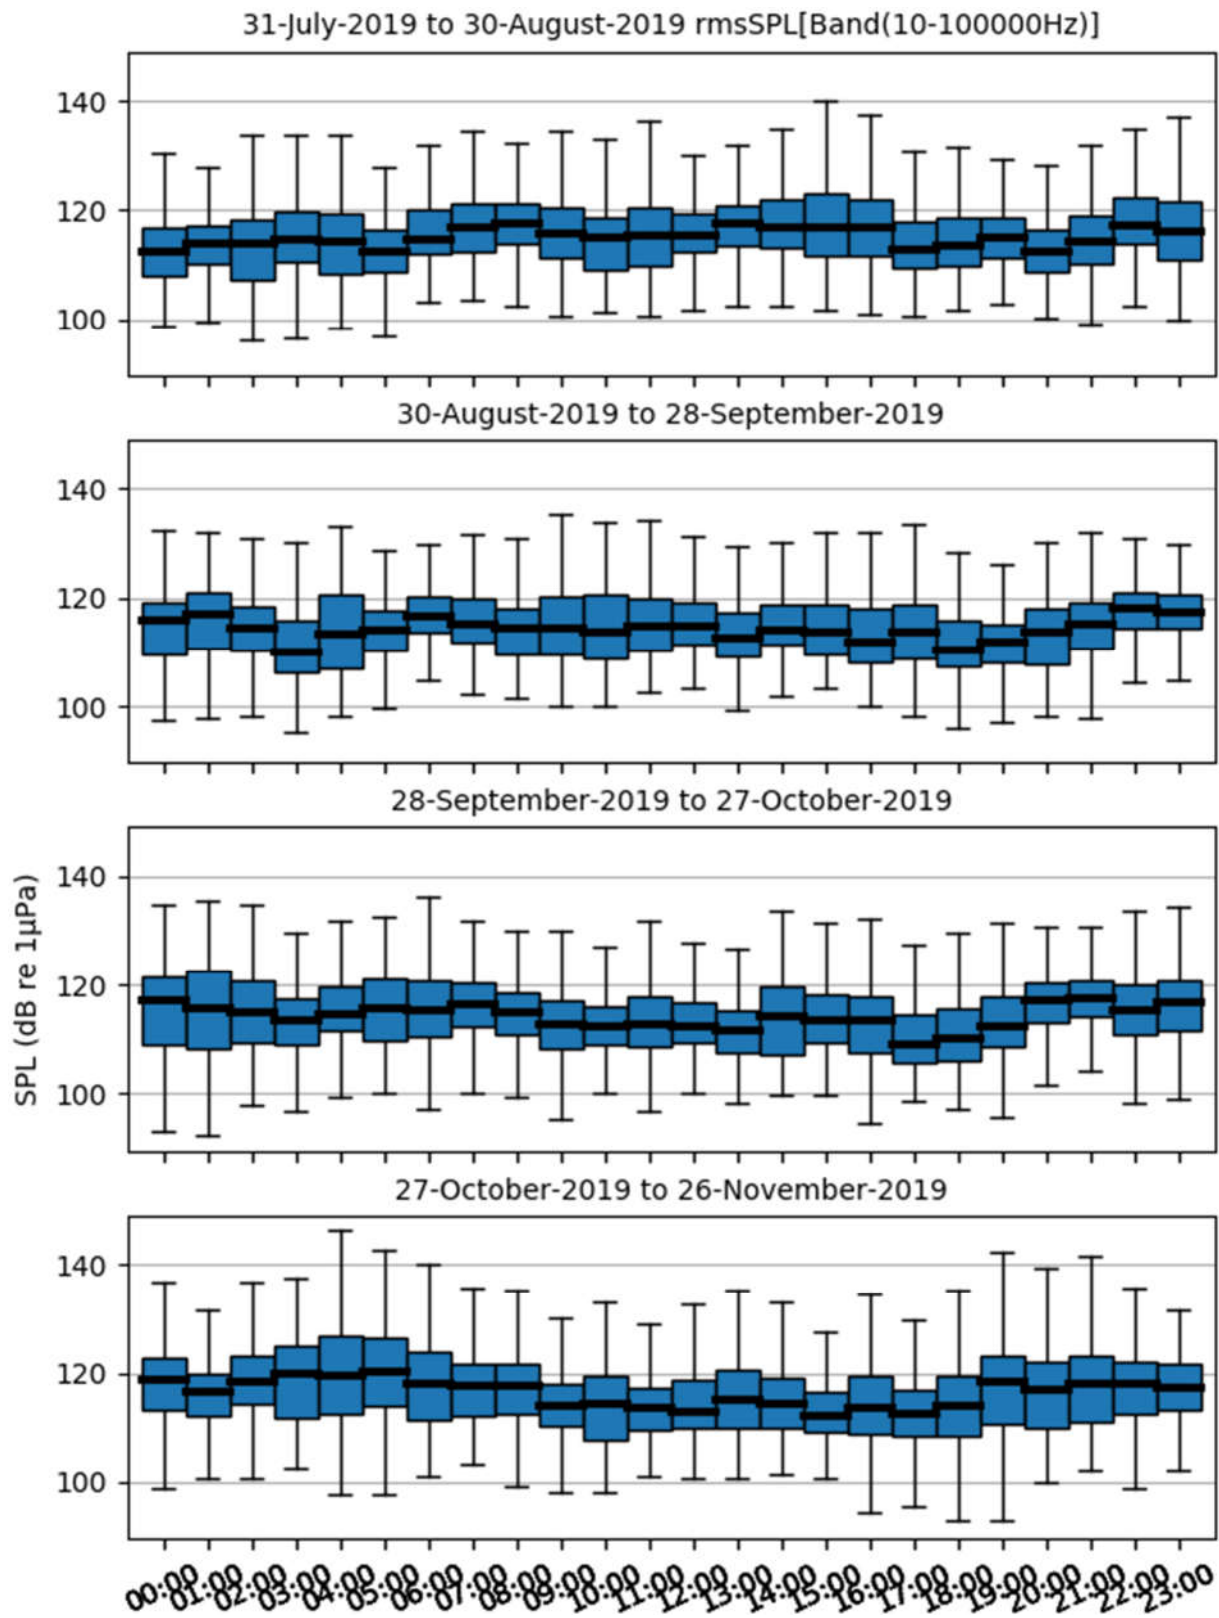 31-July-2019 to 30-August-2019 rmsSPL[Band(10-100000Hz)]
140
120
100
30-August-2019 to 28-September-2019
140
120
100
28-September-2019 to 27-October-2019
140
120
100
SPL (dB re 1µPa)
27-October-2019 to 26-November-2019
140
120
100
00:00 01:00 02:00 03:00 04:00 05:00 06:00 07:00 08:00 09:00 10:00 11:00 12:00 13:00 14:00 15:00 16:00 17:00 18:00 19:00 20:00 21:00 22:00 23:00